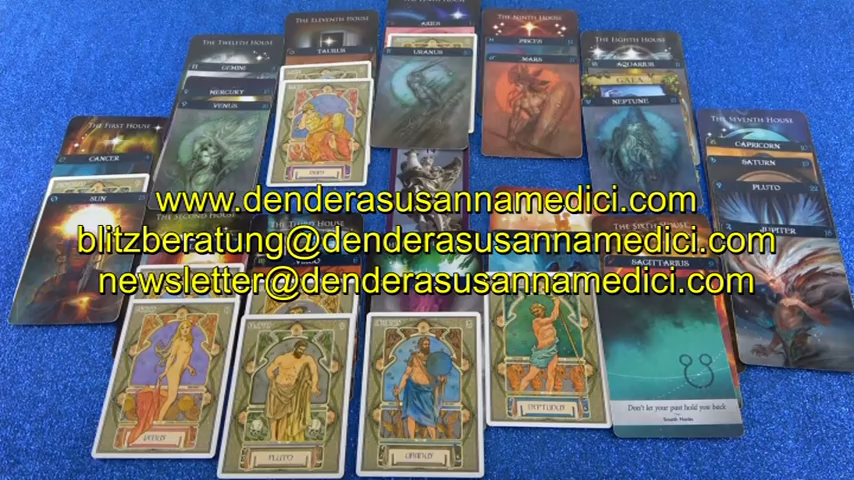 THE ELEVENTH HOUSE
THE NINTH HOUSE
THE TWELFTH HOUSE
THE EIGHTH HOUSE
ARIES
PISCES
TAURUS
URANUS
MARS
AQUARIUS
GEMINI
GAEA
MERCURY
NEPTUNE
VENUS
THE FIRST HOUSE
THE SEVENTH HOUSE
CANCER
CAPRICORN
SATURN
SUN
PLUTO
www.denderasusannamedici.com
THE SECOND HOUSE
THE THIRD HOUSE
THE SIXTH HOUSE
JUPITER
blitzberatung@denderasusannamedici.com
VIRGO
SAGITTARIUS
newsletter@denderasusannamedici.com
Don't let your past hold you back
South Node
NEPTUNUS
VENUS
PLUTO
URANUS